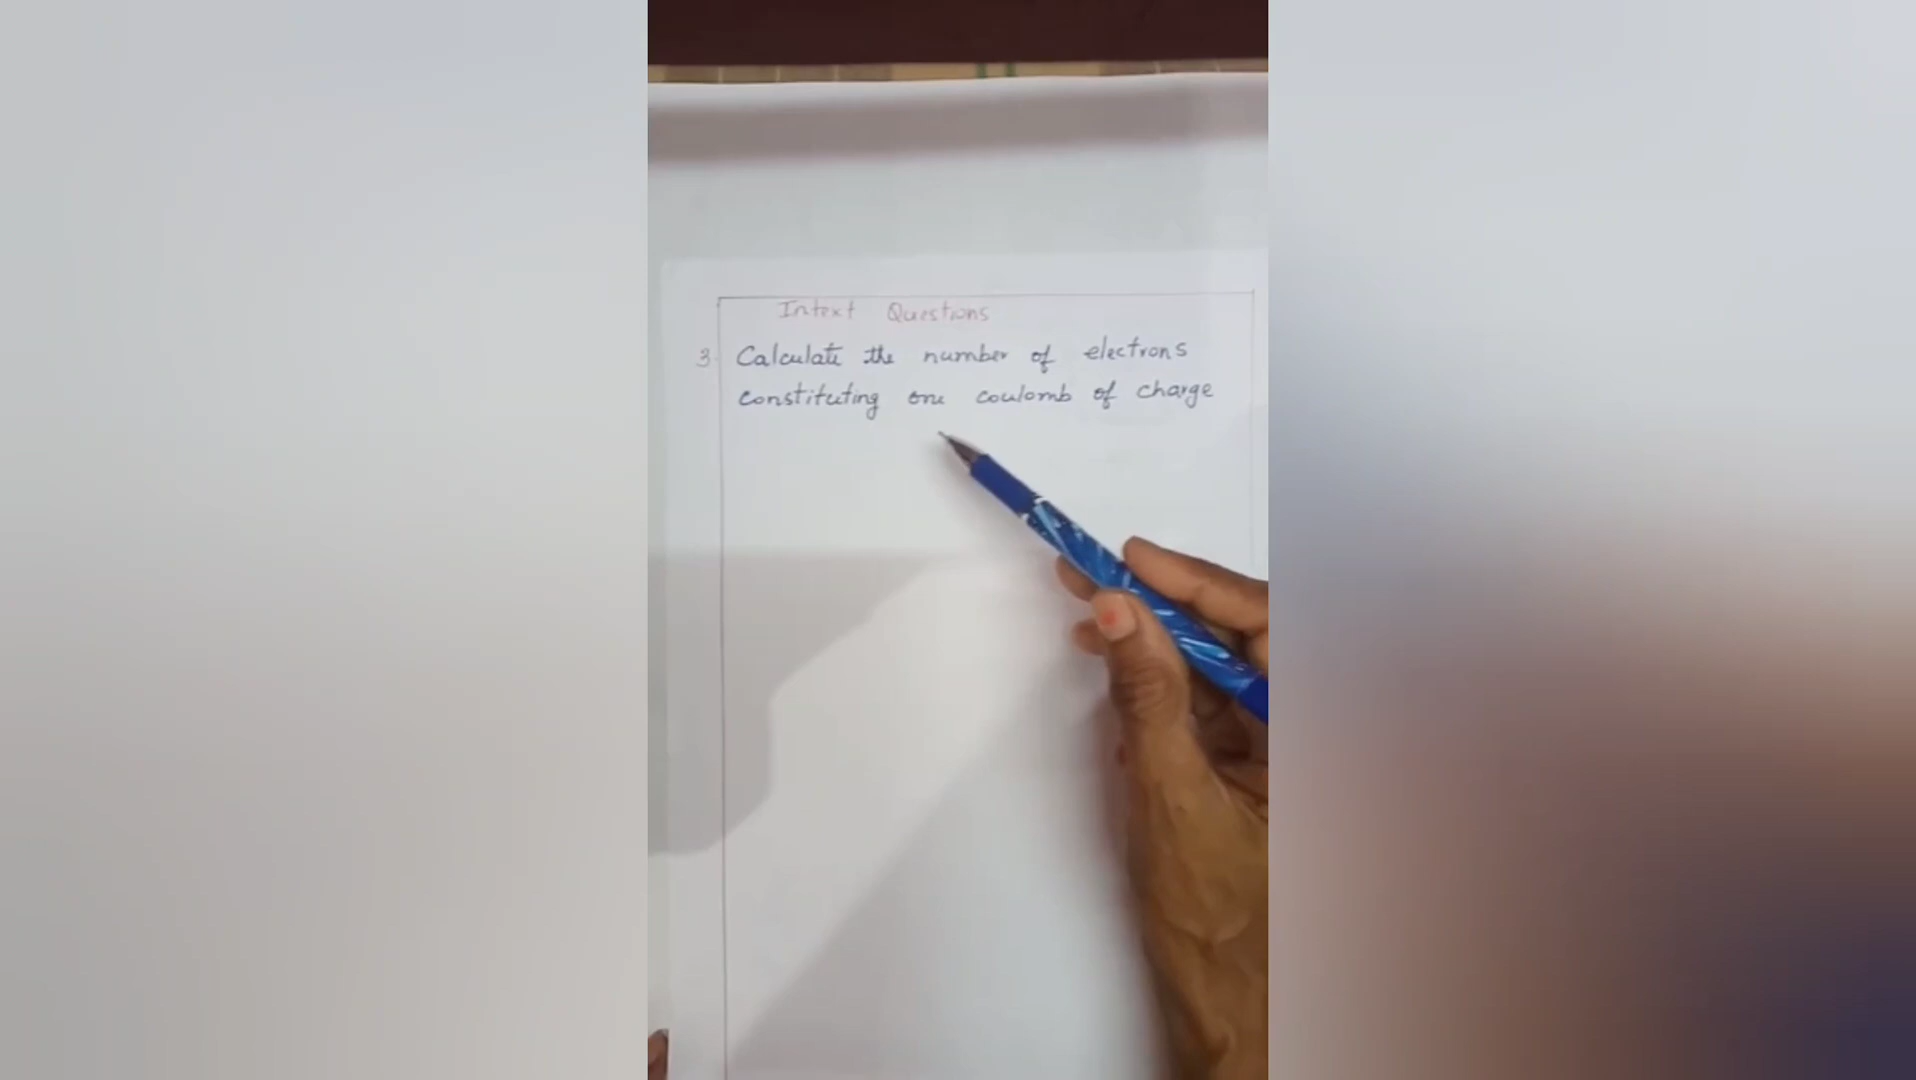 Intext Questions
3. Calculate the number of electrons
constituting one coulomb of charge